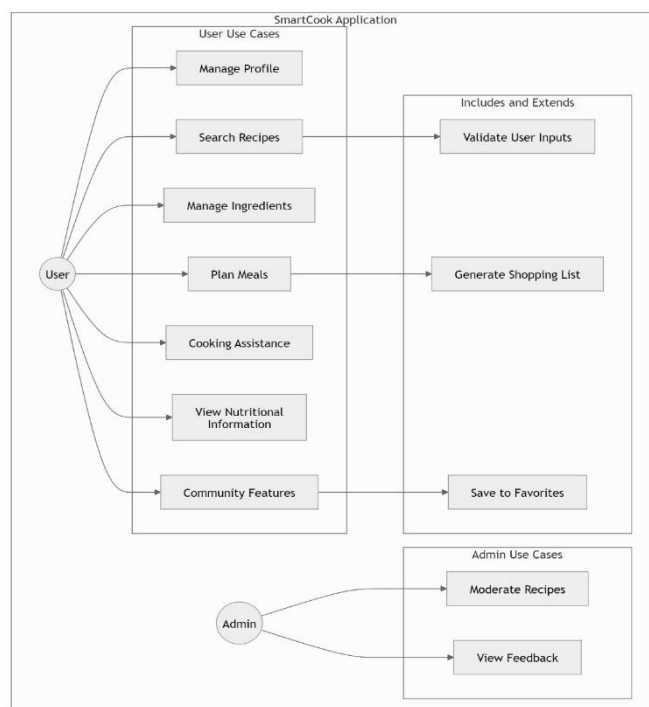 SmartCook Application
User Use Cases
Manage Profile
Includes and Extends
Search Recipes
Validate User Inputs
Manage Ingredients
User
Plan Meals
Generate Shopping List
Cooking Assistance
View Nutritional
Information
Community Features
Save to Favorites
Admin Use Cases
Moderate Recipes
Admin
View Feedback